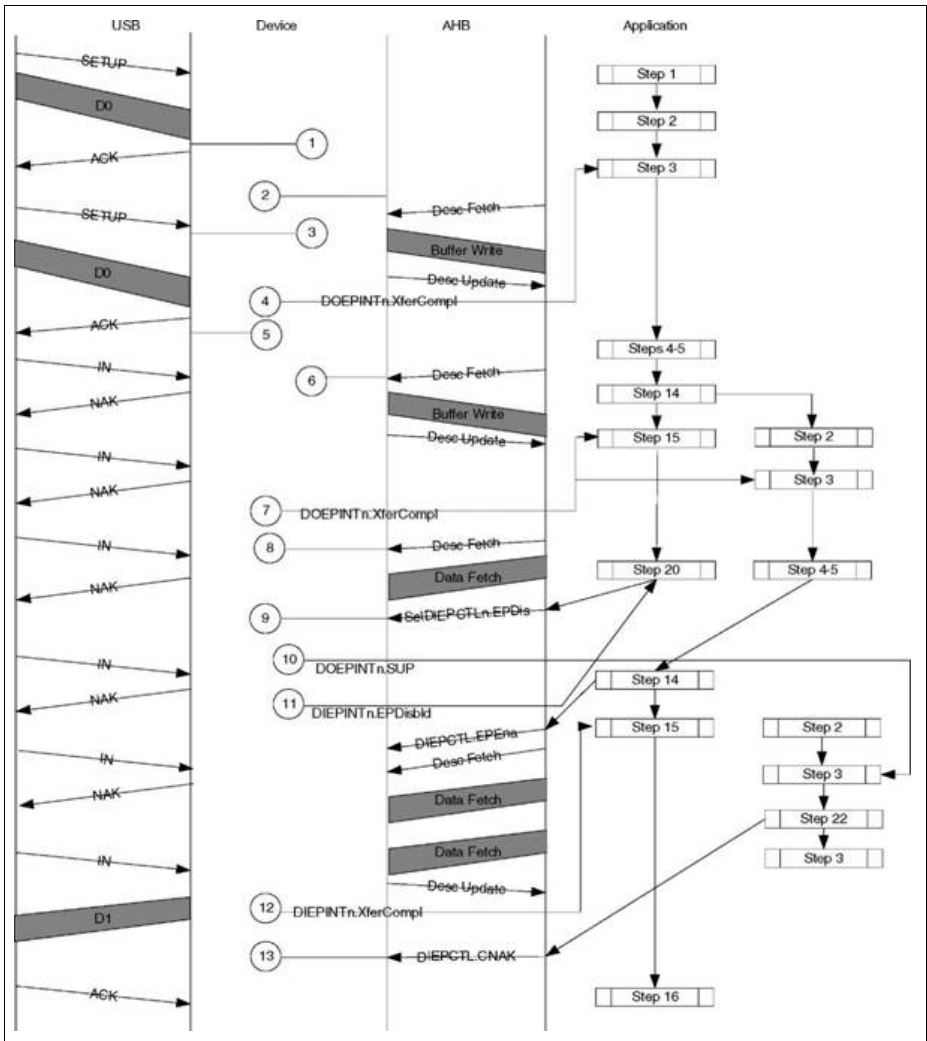 USB
Device
AHB
Application
SETUP
Step 1
D0
Step 2
1
ACK
Step 3
2
SETUP
Desc Fetch
3
Buffer Write
D0
Desc Update
4
DOEPINTn.XferCompl
ACK
5
Steps 4-5
IN
6
Desc Fetch
Step 14
NAK
Buffer Write
Step 15
Step 2
Desc Update
IN
Step 3
NAK
7
DOEPINTn.XferCompl
IN
8
Desc Fetch
Data Fetch
Step 20
Step 4-5
NAK
9
SetDIEPCTLn.EPDis
10
IN
DOEPINTn.SUP
Step 14
NAK
11
DIEPINTn.EPDisbld
Step 15
Step 2
DIEPCTL.EPEna
IN
Desc Fetch
Step 3
NAK
Data Fetch
Step 22
IN
Data Fetch
Step 3
Desc Update
12
DIEPINTn.XferCompl
D1
13
DIEPCTL.CNAK
ACK
Step 16